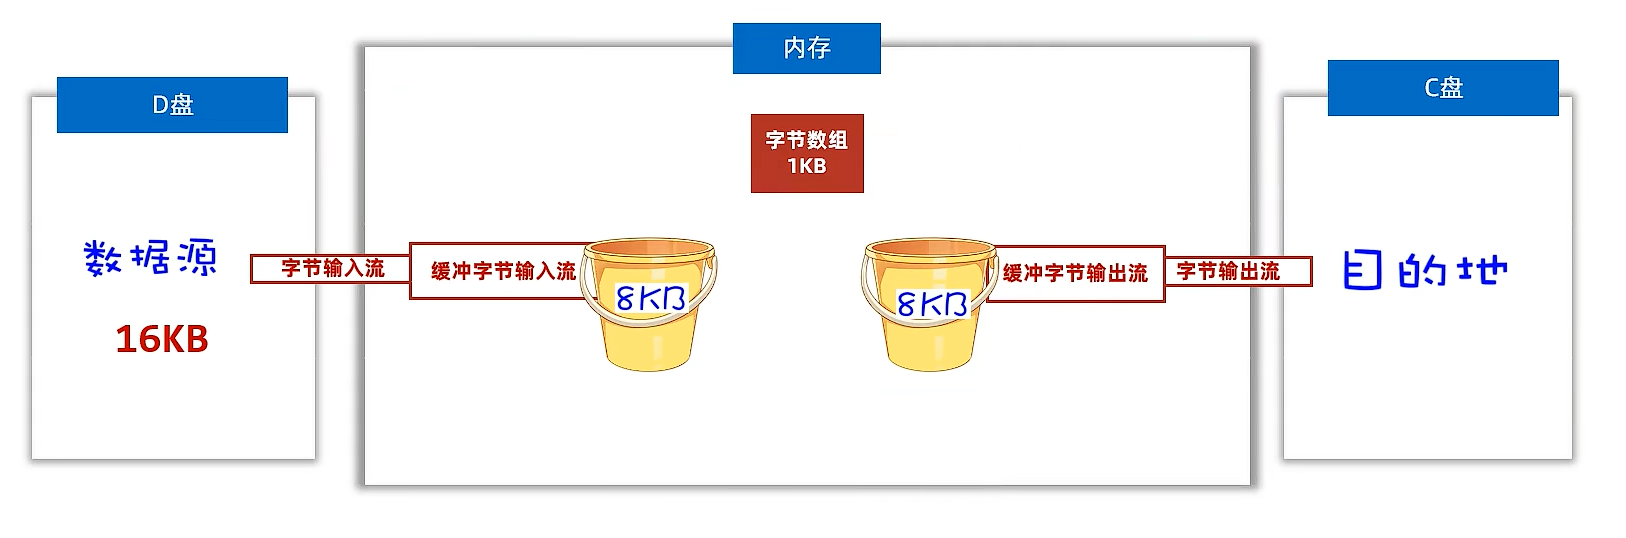 内存
D盘
C盘
字节数组
1KB
数据源
字节输入流
缓冲字节输入流
8KB
8KB
缓冲字节输出流
字节输出流
目的地
16KB